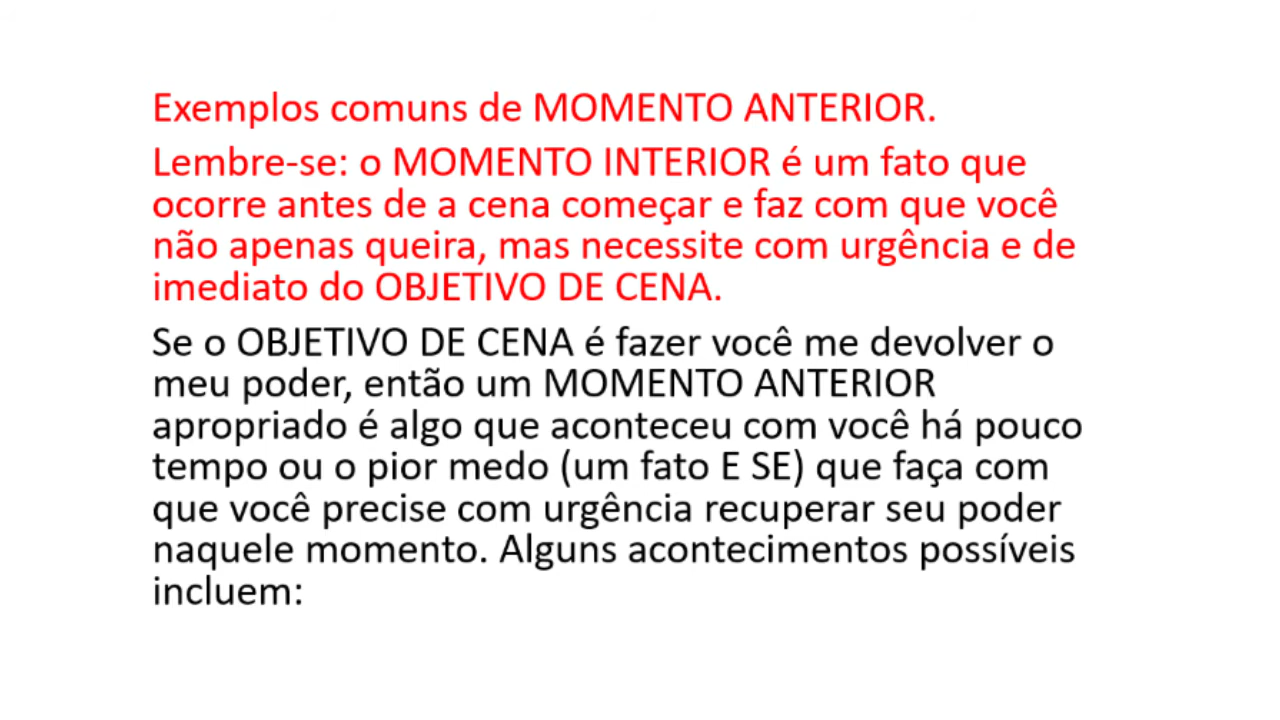 Exemplos comuns de MOMENTO ANTERIOR.
Lembre-se: o MOMENTO INTERIOR é um fato que
ocorre antes de a cena começar e faz com que você
não apenas queira, mas necessite com urgência e de
imediato do OBJETIVO DE CENA.
Se o OBJETIVO DE CENA é fazer você me devolver o
meu poder, então um MOMENTO ANTERIOR
apropriado é algo que aconteceu com você há pouco
tempo ou o pior medo (um fato E SE) que faça com
que você precise com urgência recuperar seu poder
naquele momento. Alguns acontecimentos possíveis
incluem: